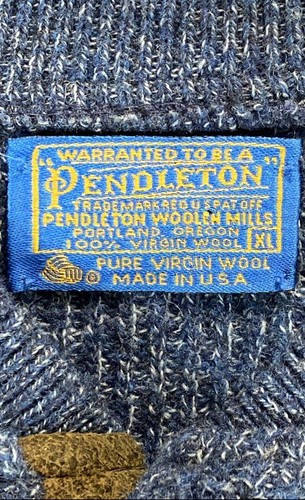 "WARRANTED TO BE A"
PENDLETON
TRADEMARK REG U S PAT OFF
PENDLETON WOOLEN MILLS
PORTLAND, OREGON
100% VIRGIN WOOL XL
PURE VIRGIN WOOL
MADE IN U.S.A.